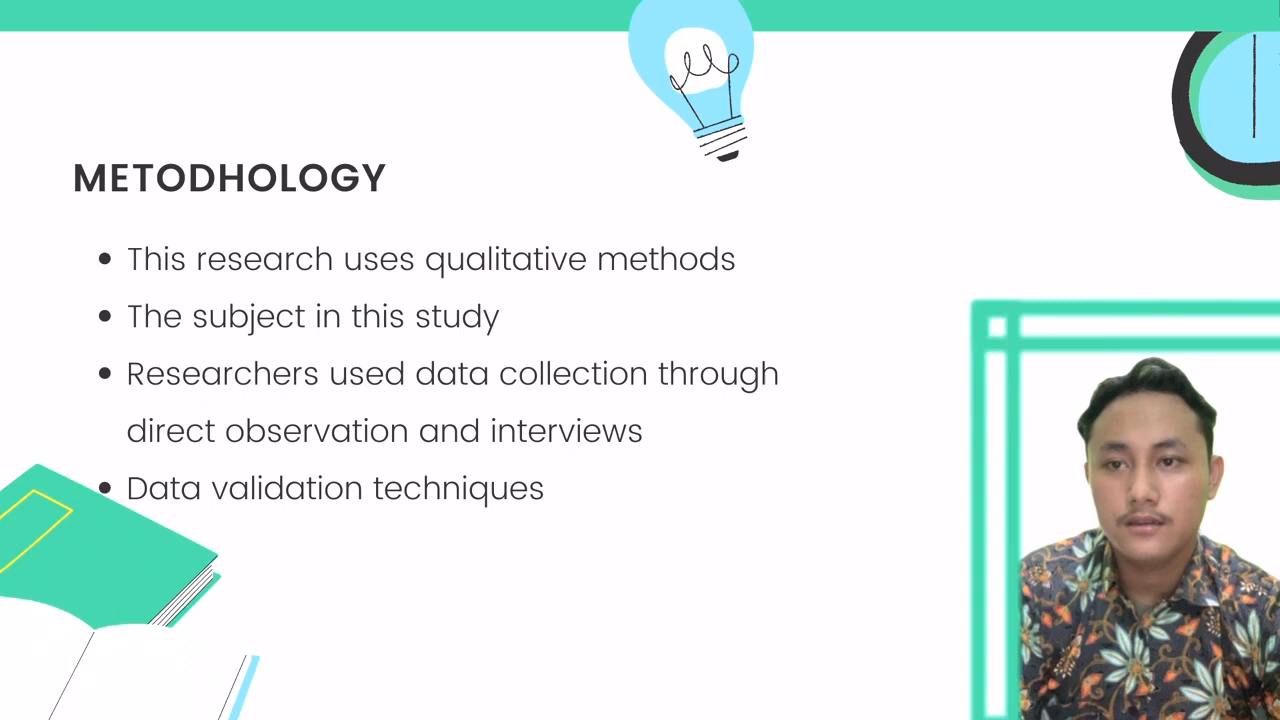 METODHOLOGY
• This research uses qualitative methods
• The subject in this study
• Researchers used data collection through
direct observation and interviews
• Data validation techniques